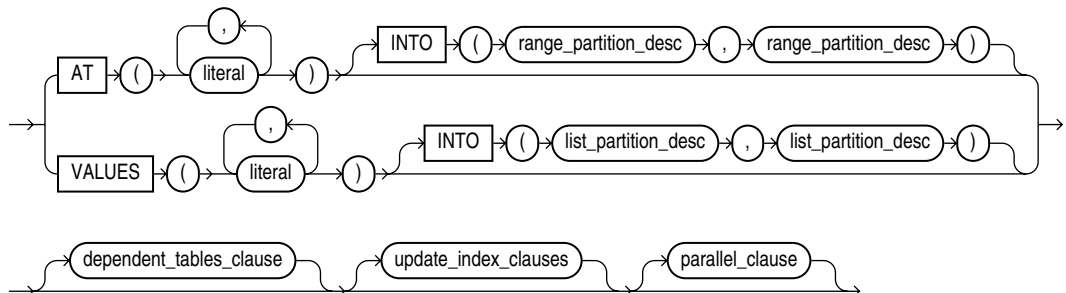 ,
INTO ( range_partition_desc , range_partition_desc )
AT ( literal )
,
INTO ( list_partition_desc , list_partition_desc )
VALUES ( literal )
dependent_tables_clause update_index_clauses parallel_clause